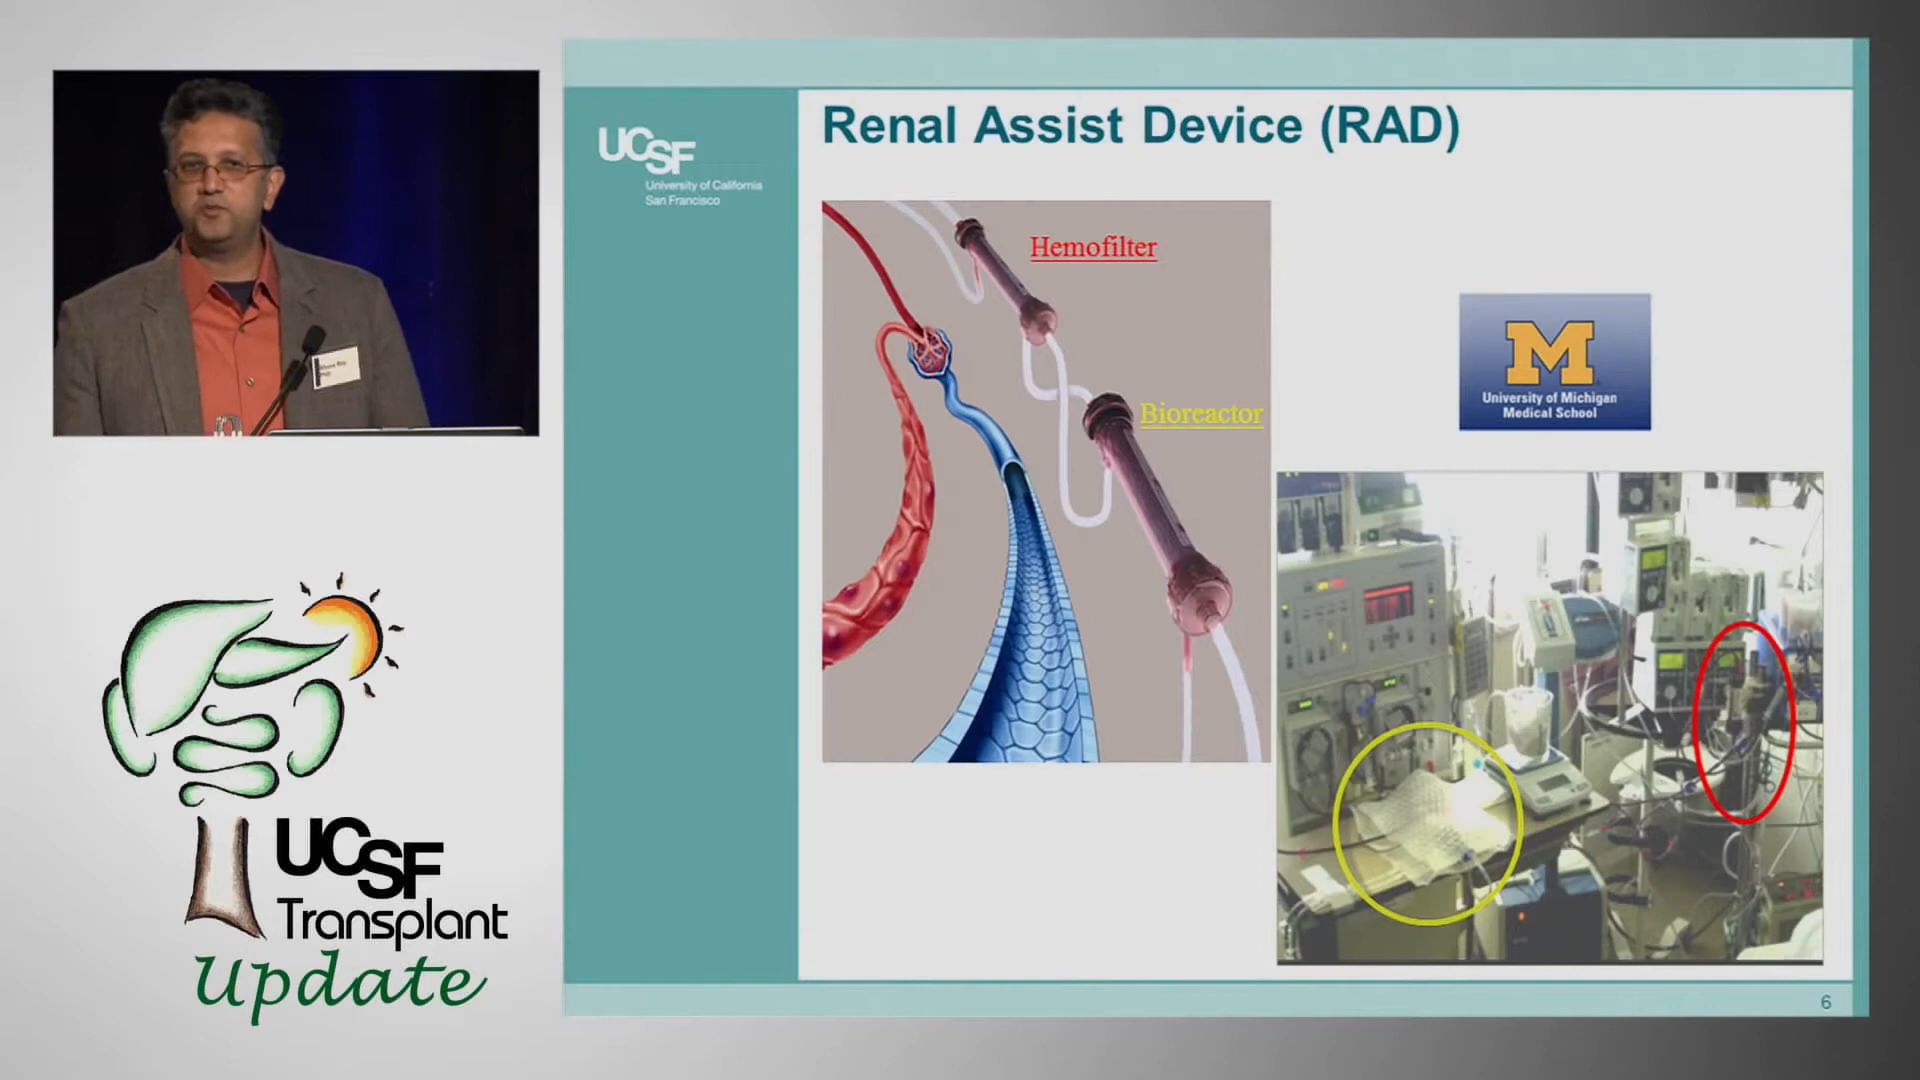 Renal Assist Device (RAD)
UCSF
University of California
San Francisco
Hemofilter
Bioreactor
M
University of Michigan
Medical School
UCSF
Transplant
Update
6